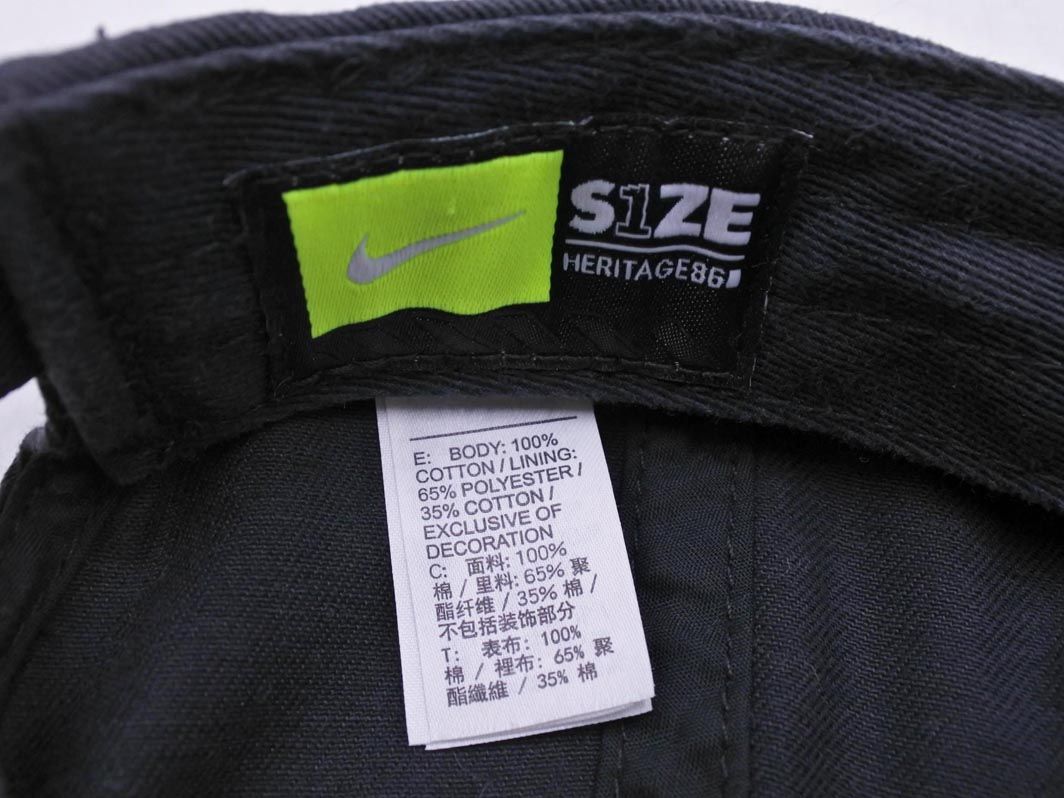 S1ZE
HERITAGE86
E: BODY: 100%
COTTON / LINING:
65% POLYESTER /
35% COTTON /
EXCLUSIVE OF
DECORATION
C: 面料: 100%
棉 / 里料: 65% 聚
酯纤维 / 35% 棉 /
不包括装饰部分
T: 表布: 100%
棉 / 裡布: 65% 聚
酯纖維 / 35% 棉